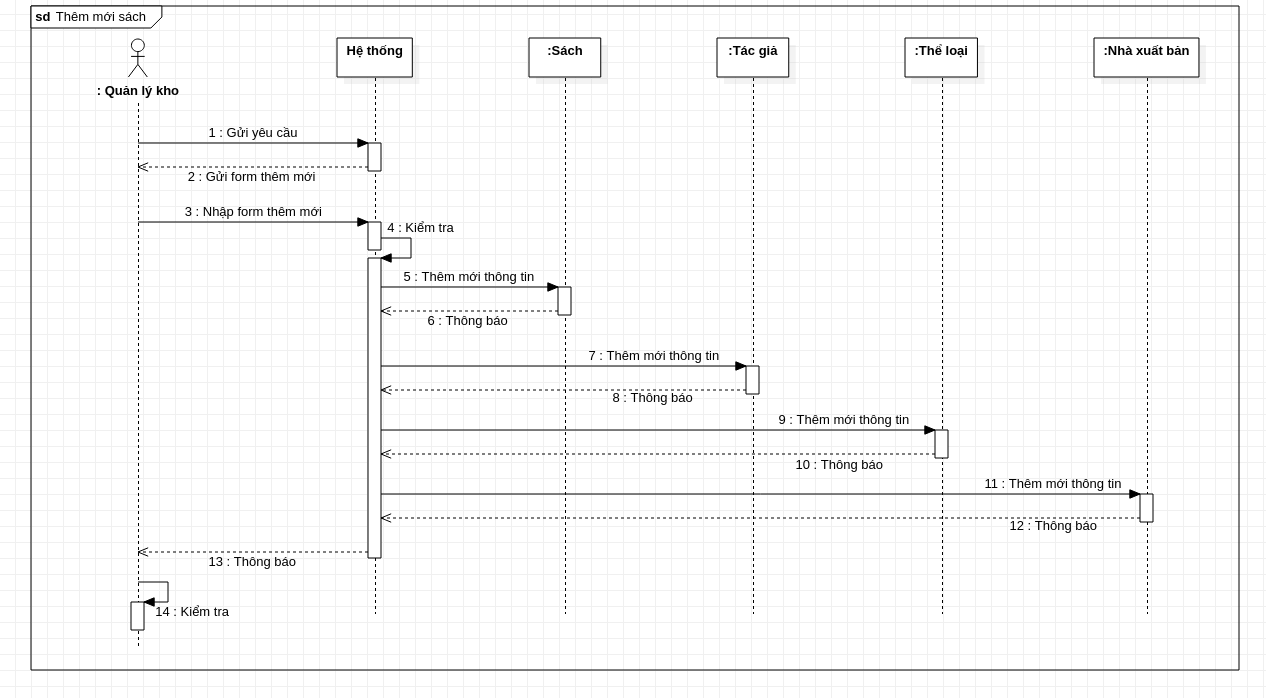 sd Thêm mới sách
Hệ thống
:Sách
:Tác giả
:Thể loại
:Nhà xuất bản
: Quản lý kho
1 : Gửi yêu cầu
2 : Gửi form thêm mới
3 : Nhập form thêm mới
4 : Kiểm tra
5 : Thêm mới thông tin
6 : Thông báo
7 : Thêm mới thông tin
8 : Thông báo
9 : Thêm mới thông tin
10 : Thông báo
11 : Thêm mới thông tin
12 : Thông báo
13 : Thông báo
14 : Kiểm tra